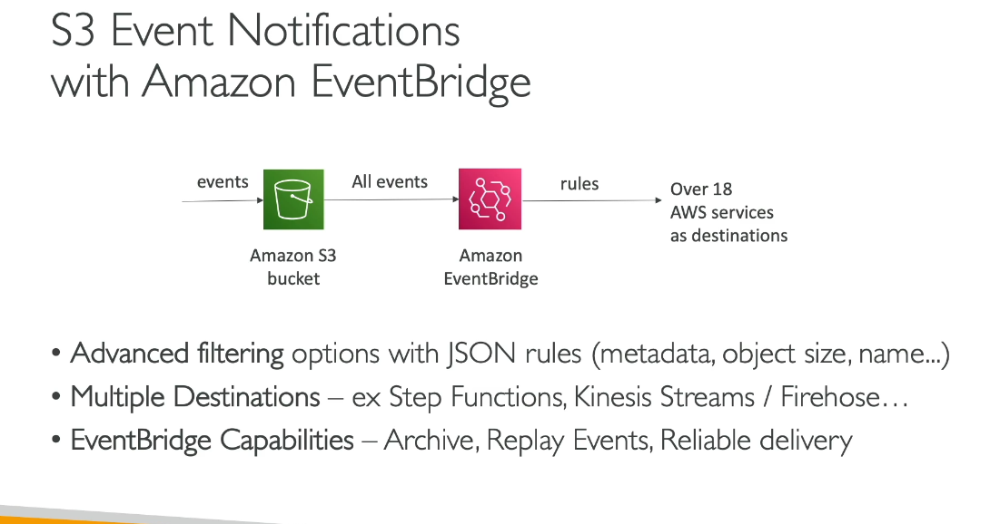 S3 Event Notifications
with Amazon EventBridge
events
All events
rules
Over 18
AWS services
as destinations
Amazon S3
bucket
Amazon
EventBridge
• Advanced filtering options with JSON rules (metadata, object size, name...)
• Multiple Destinations – ex Step Functions, Kinesis Streams / Firehose…
• EventBridge Capabilities – Archive, Replay Events, Reliable delivery